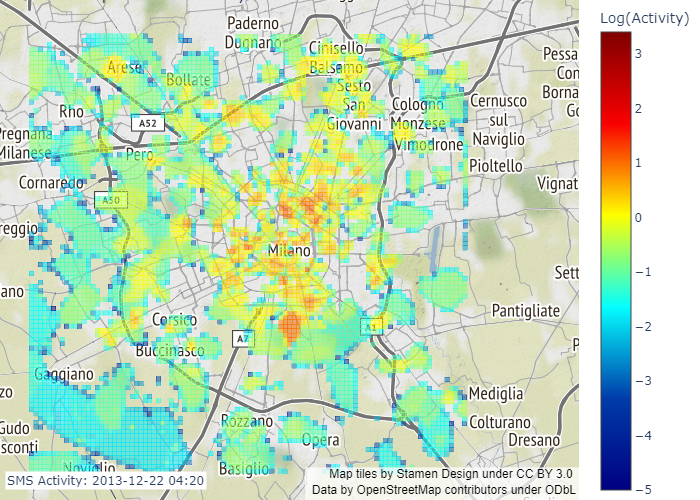 Log(Activity)
3
2
1
0
−1
−2
−3
−4
−5
Paderno
Dugnano
Cinisello
Balsamo
Arese
Bollate
Sesto
San
Giovanni
Cologno
Monzese
Cernusco
sul
Naviglio
Pessa
Borna
Rho
A52
Pregnana
Milanese
Pero
Vimodrone
Pioltello
Cornaredo
Vignat
A50
reggio
Milano
Sett
ano
Corsico
A7
A1
Pantigliate
Buccinasco
Gaggiano
Mediglia
Rozzano
Colturano
Opera
Dresano
Gudo
sconti
Basiglio
Noviglio
SMS Activity: 2013-12-22 04:20
Map tiles by Stamen Design under CC BY 3.0
Data by OpenStreetMap contributors under ODbL